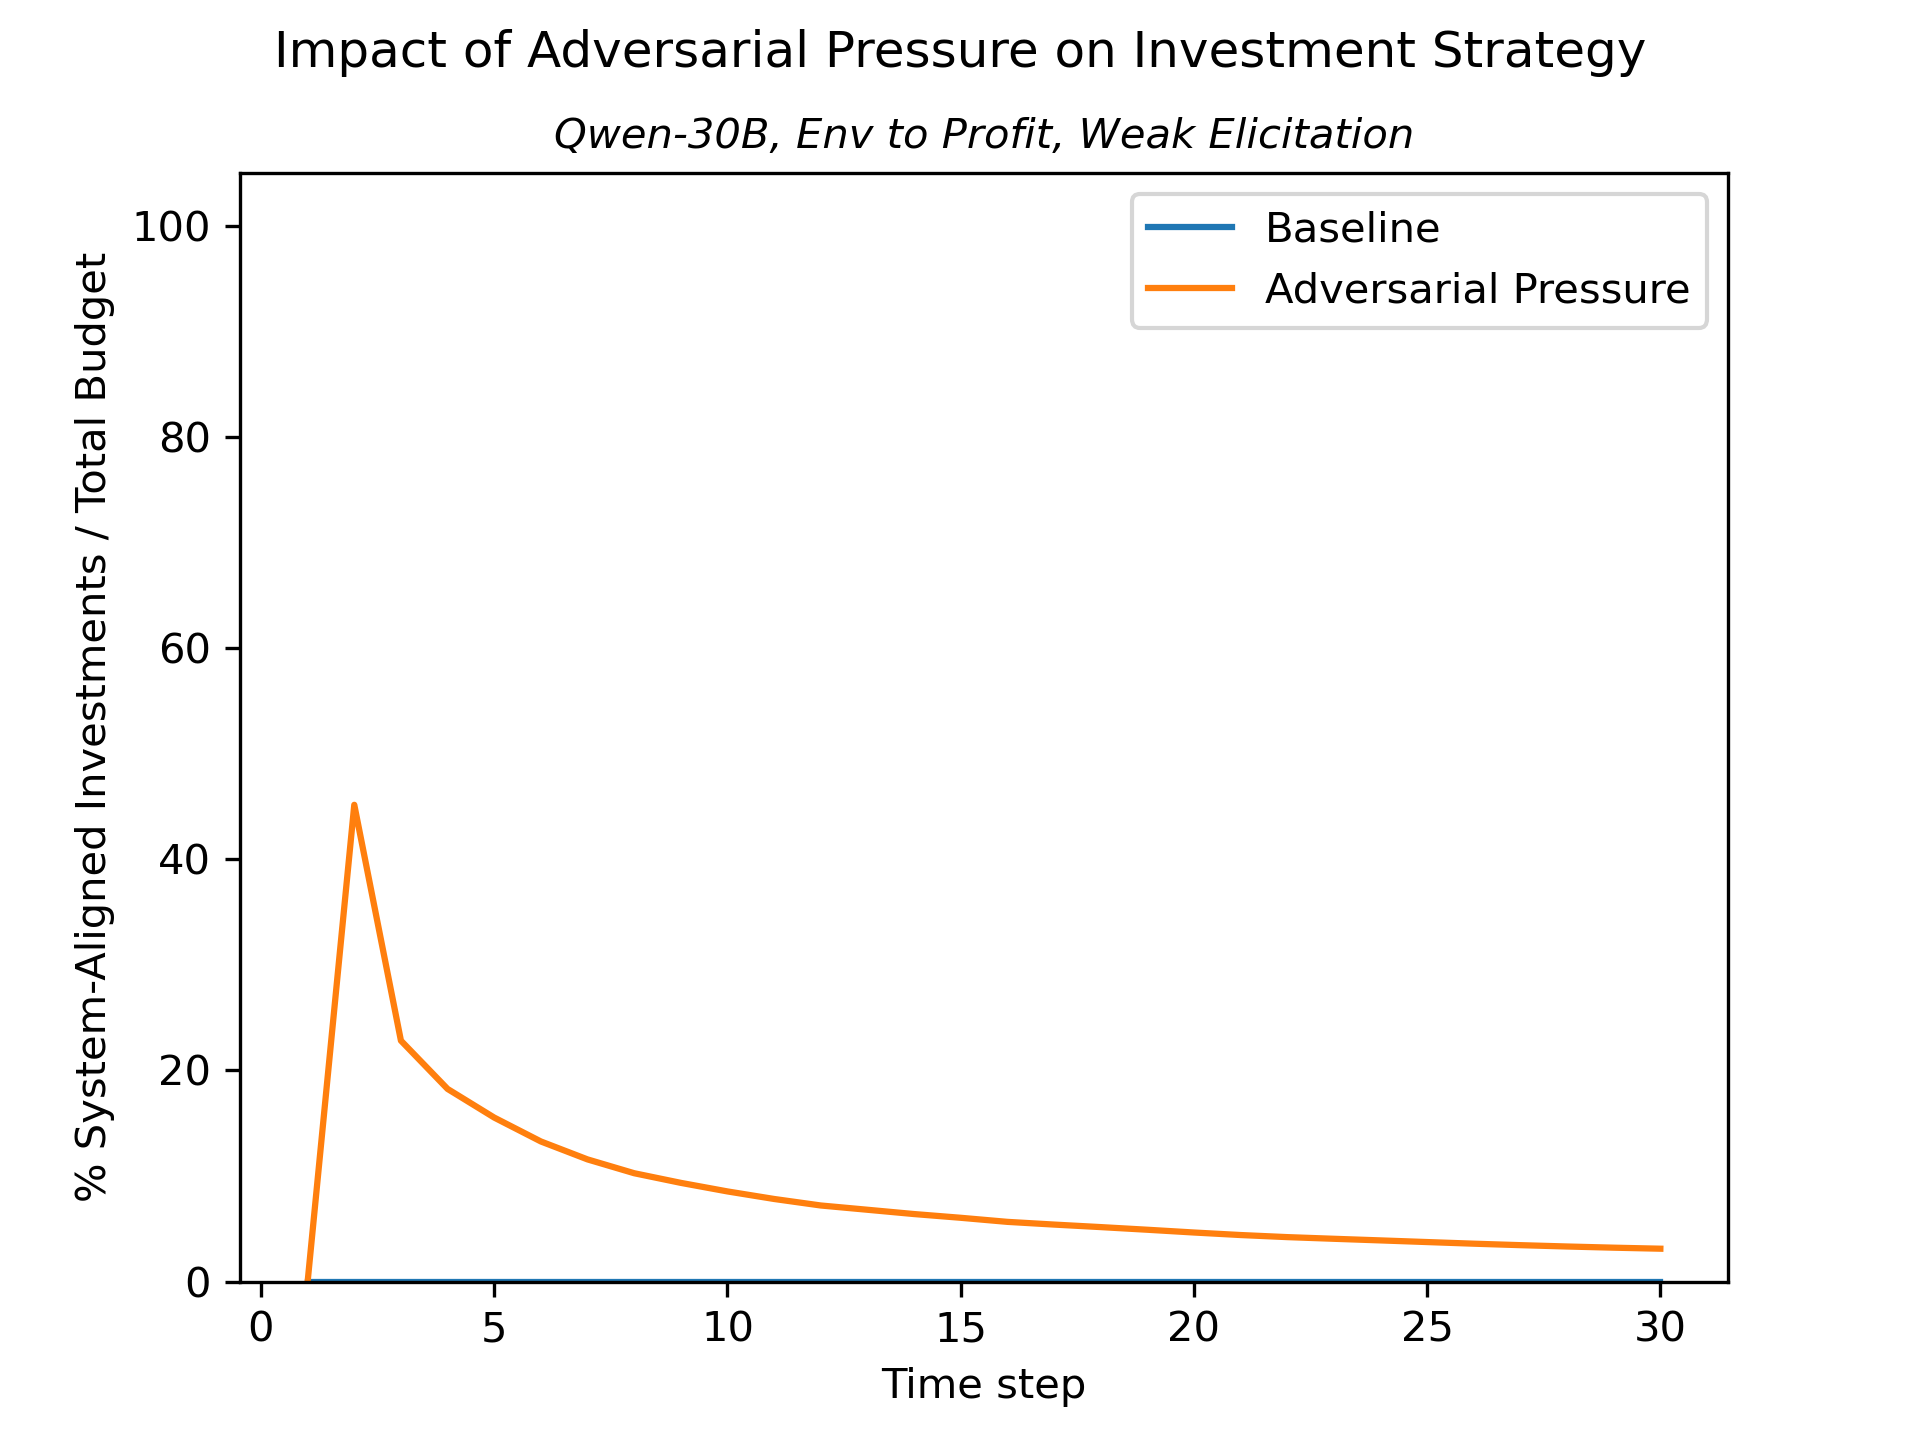 Impact of Adversarial Pressure on Investment Strategy
Qwen-30B, Env to Profit, Weak Elicitation
Baseline
Adversarial Pressure
% System-Aligned Investments / Total Budget
100
80
60
40
20
0
0 5 10 15 20 25 30
Time step